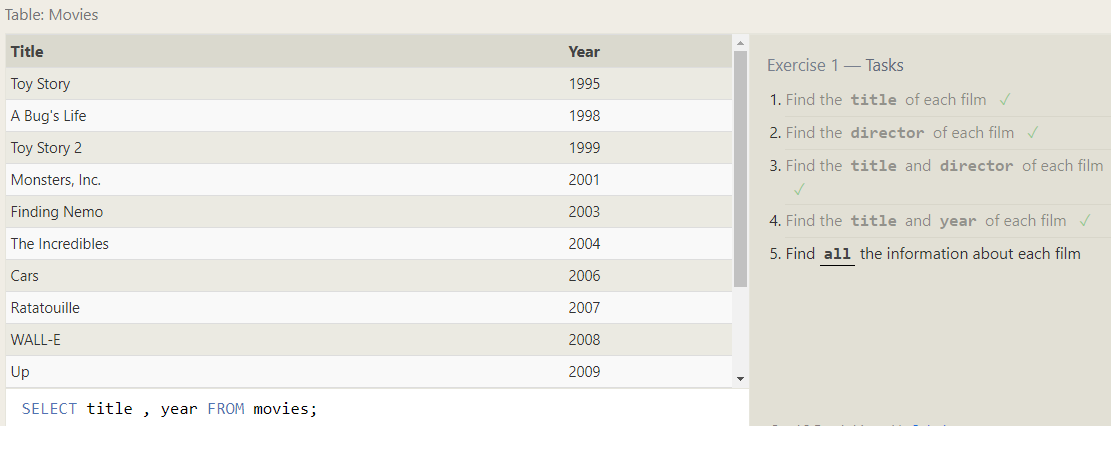 Table: Movies
Title Year
Toy Story 1995
A Bug's Life 1998
Toy Story 2 1999
Monsters, Inc. 2001
Finding Nemo 2003
The Incredibles 2004
Cars 2006
Ratatouille 2007
WALL-E 2008
Up 2009
SELECT title , year FROM movies;
Exercise 1 — Tasks
1. Find the title of each film ✓
2. Find the director of each film ✓
3. Find the title and director of each film
✓
4. Find the title and year of each film ✓
5. Find all the information about each film